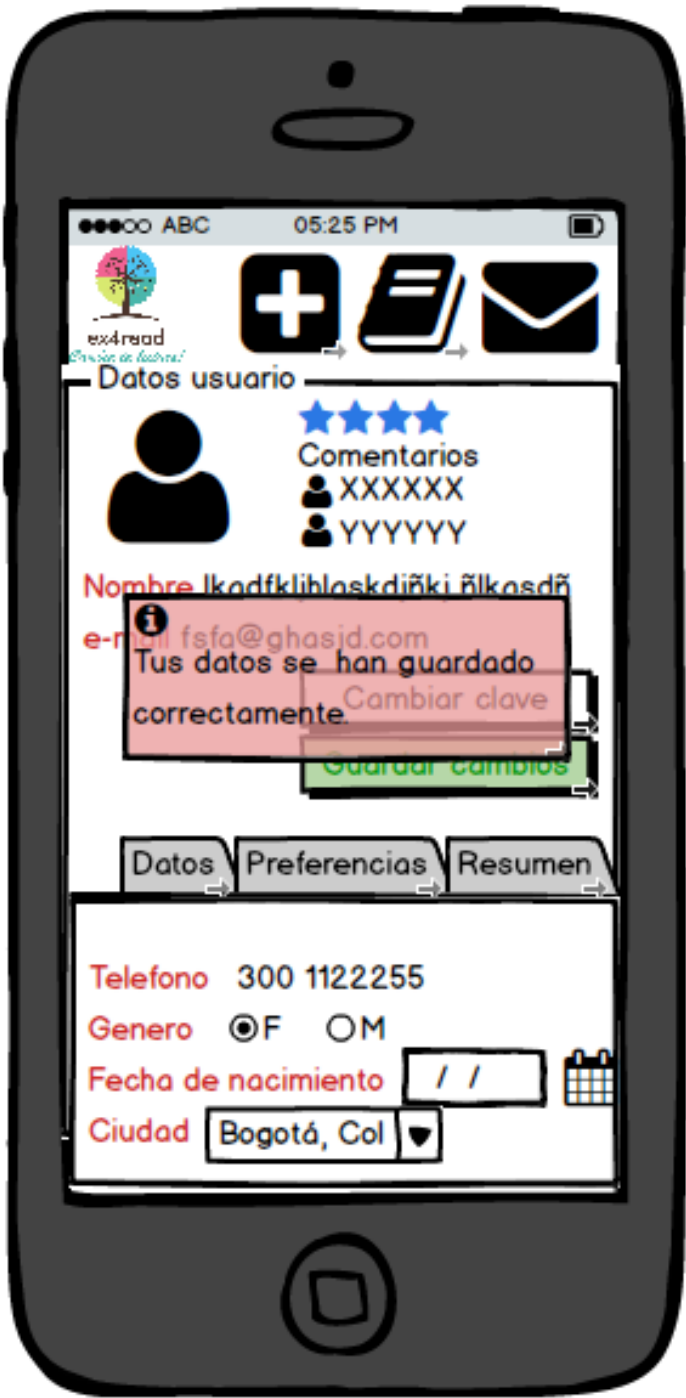 ABC 05:25 PM
ex4read
Datos usuario
Comentarios
XXXXXX
YYYYYY
Nombre lkadfkljhlaskdjñkj ñlkasdñ
e-mail fsfa@ghasjd.com
Tus datos se han guardado
correctamente.
Cambiar clave
Guardar cambios
Datos Preferencias Resumen
Telefono 300 1122255
Genero F M
Fecha de nacimiento / /
Ciudad Bogotá, Col